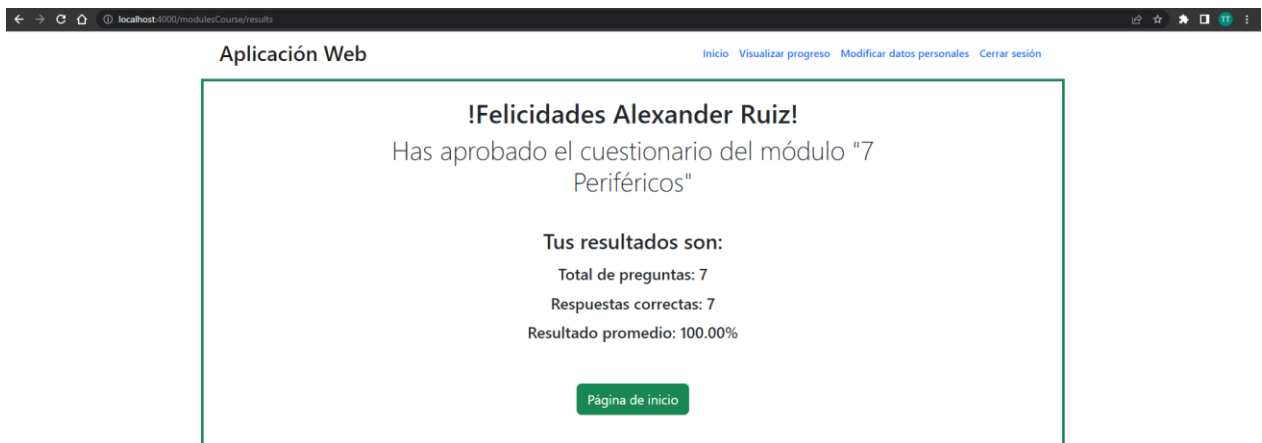 localhost:4000/modulesCourse/results
TT
Aplicación Web
Inicio Visualizar progreso Modificar datos personales Cerrar sesión
!Felicidades Alexander Ruiz!
Has aprobado el cuestionario del módulo "7
Periféricos"
Tus resultados son:
Total de preguntas: 7
Respuestas correctas: 7
Resultado promedio: 100.00%
Página de inicio